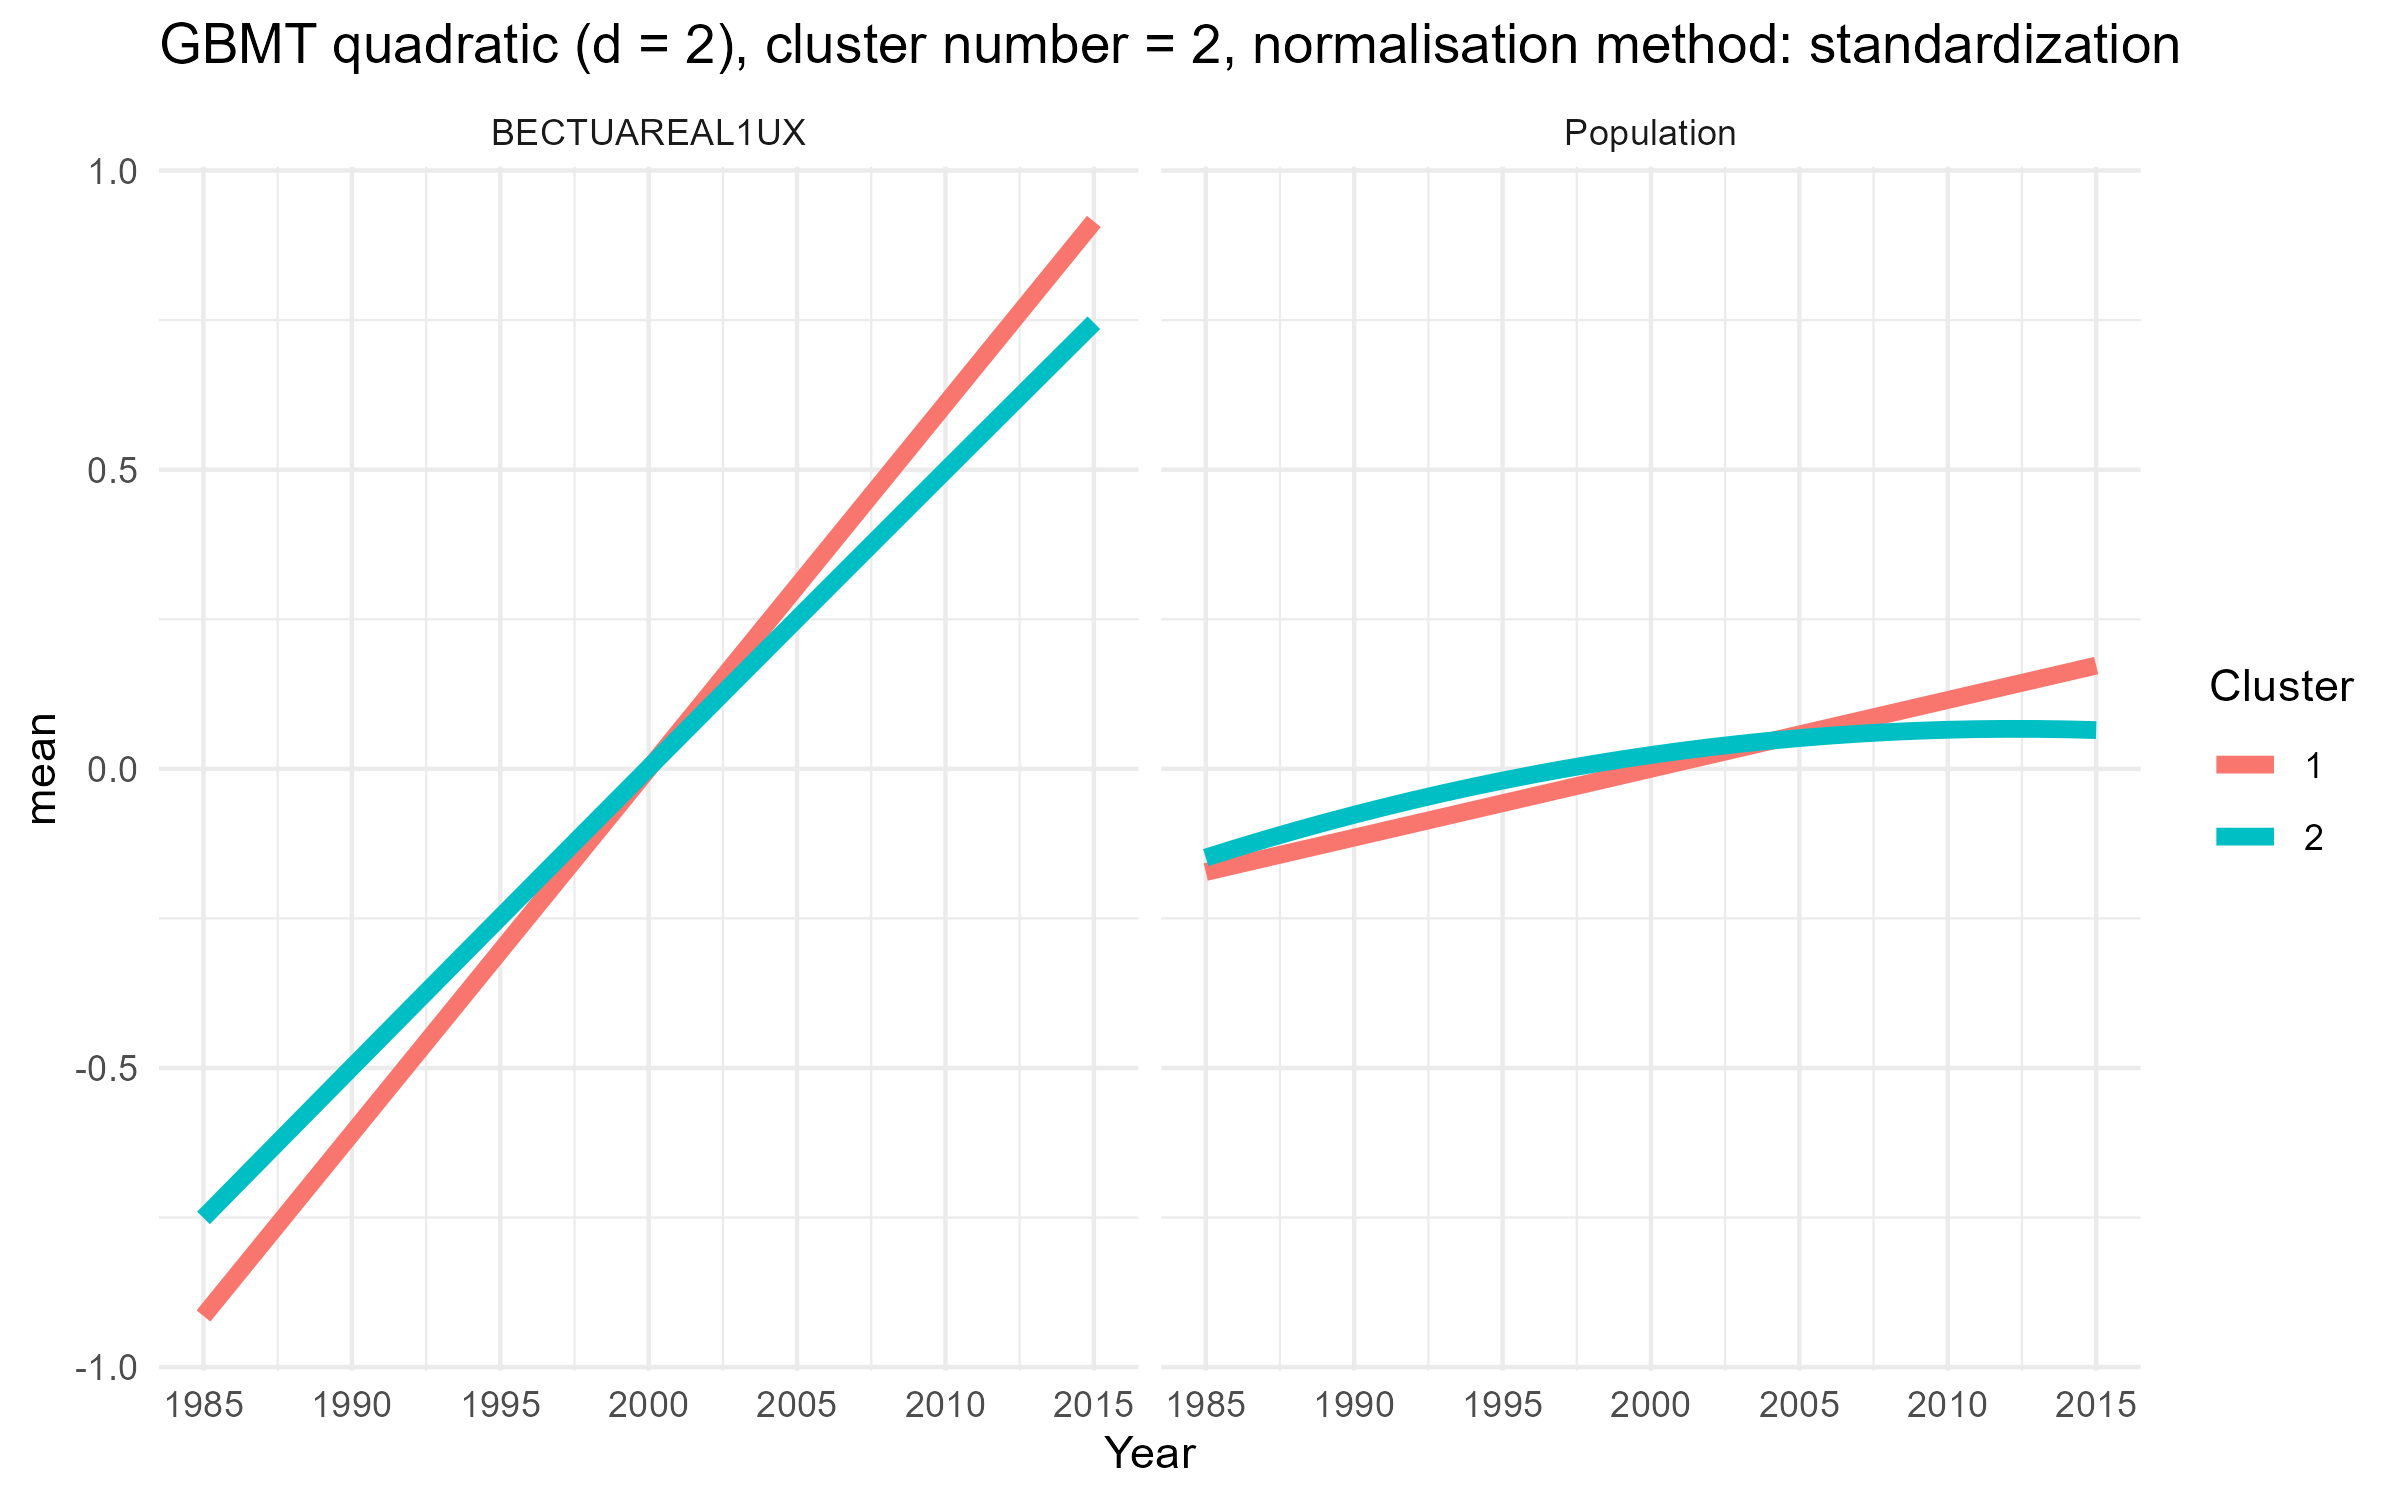 GBMT quadratic (d = 2), cluster number = 2, normalisation method: standardization
BECTUAREAL1UX
Population
1.0
0.5
0.0
-0.5
-1.0
mean
1985 1990 1995 2000 2005 2010 2015
1985 1990 1995 2000 2005 2010 2015
Year
Cluster
1
2